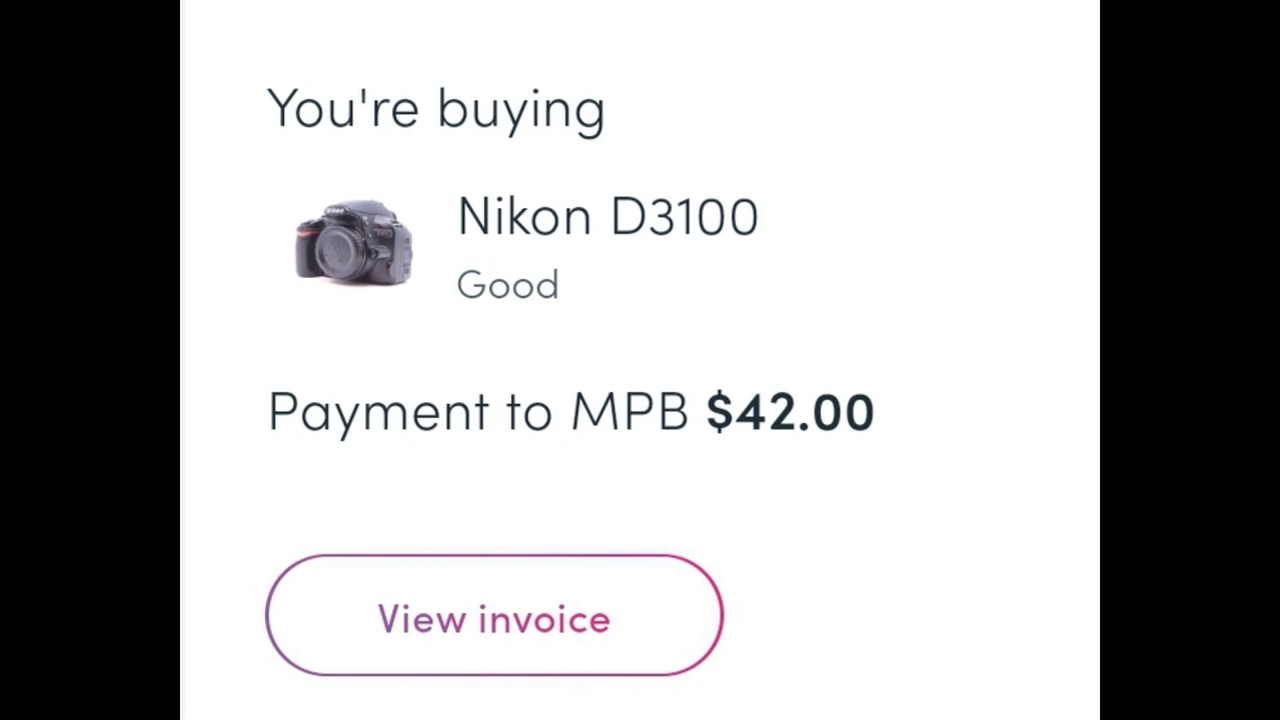 You're buying
Nikon D3100
Good
Payment to MPB $42.00
View invoice